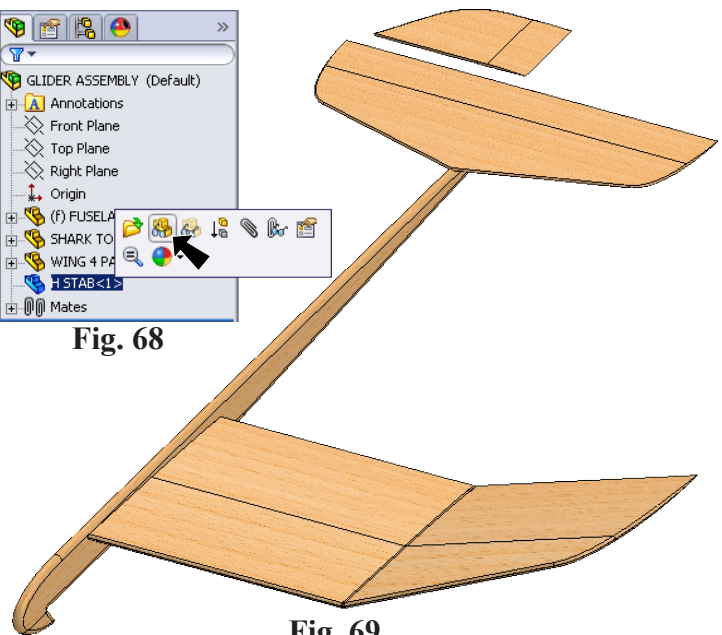 GLIDER ASSEMBLY (Default)
A Annotations
Front Plane
Top Plane
Right Plane
Origin
(f) FUSELA
SHARK TO
WING 4 PA
H STAB<1>
Mates
Fig. 68
Fig. 69